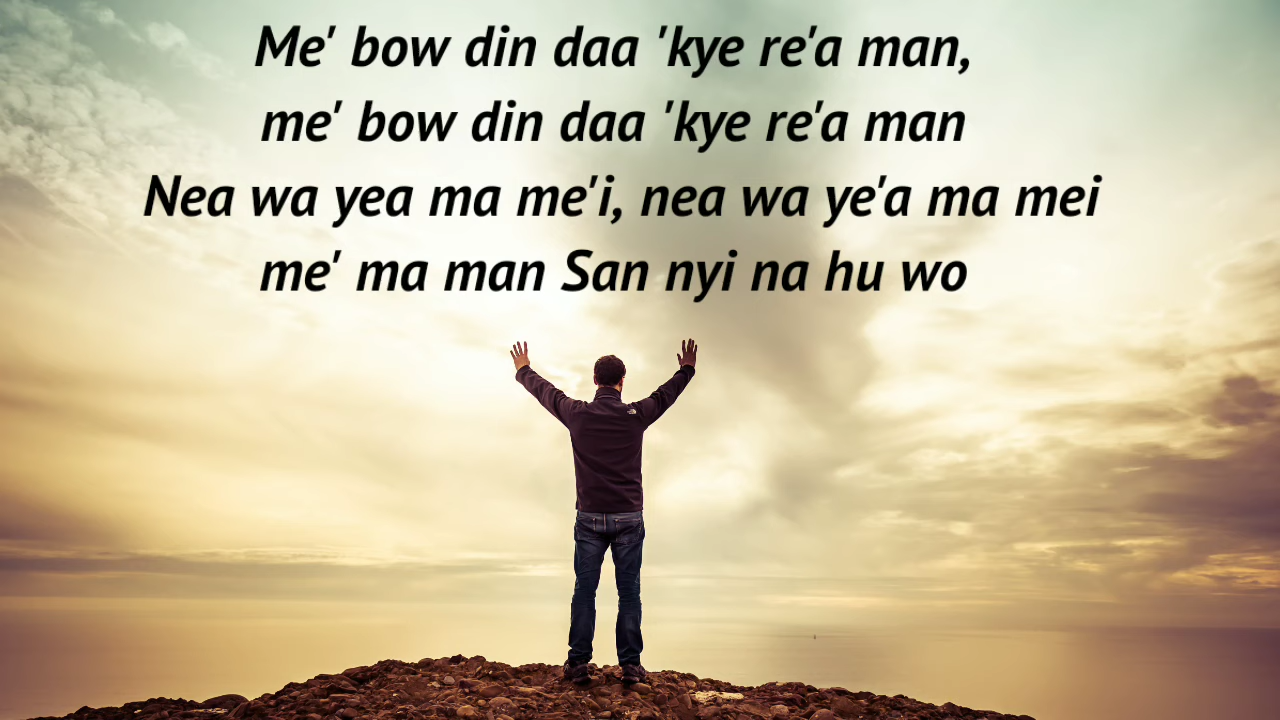 Me' bow din daa 'kye re'a man,
me' bow din daa 'kye re'a man
Nea wa yea ma me'i, nea wa ye'a ma mei
me' ma man San nyi na hu wo